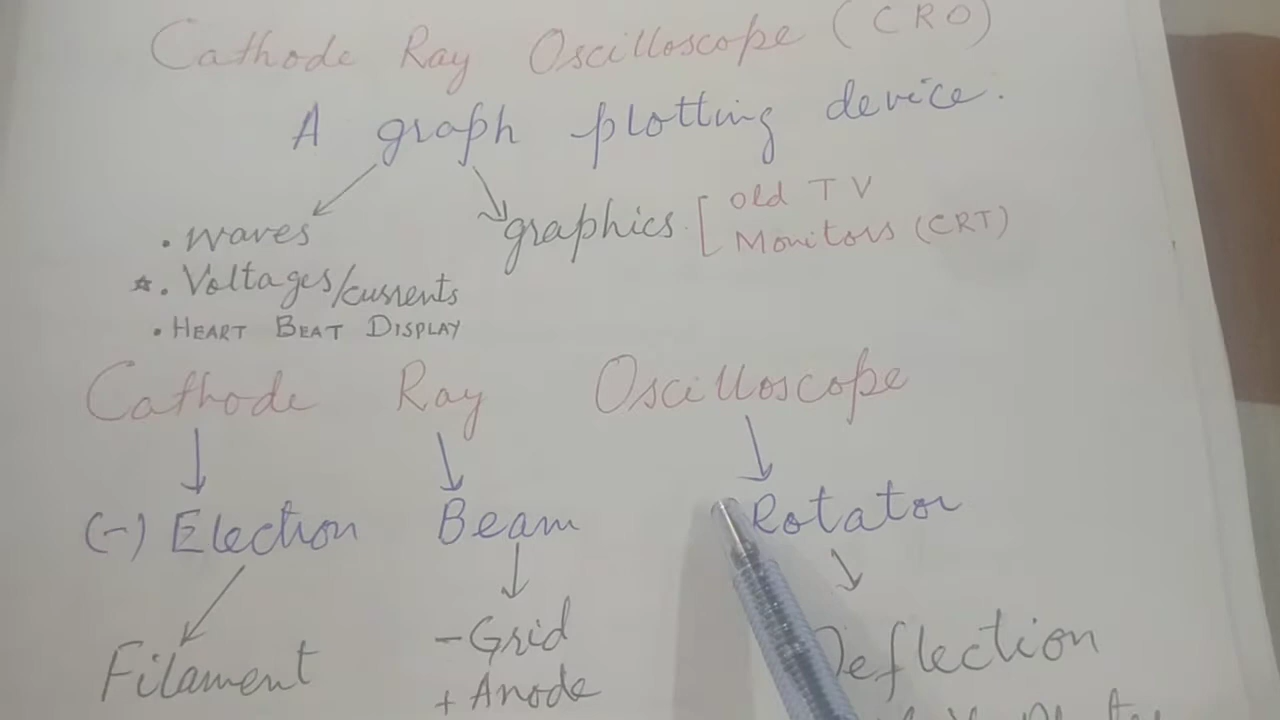 Cathode Ray Oscilloscope (CRO)
A graph plotting device.
. waves
graphics [ Old TV
Monitors (CRT)
*. Voltages/currents
. HEART BEAT DISPLAY
Cathode Ray Oscilloscope
(-) Electron Beam Rotator
Filament
- Grid
+ Anode
Deflection